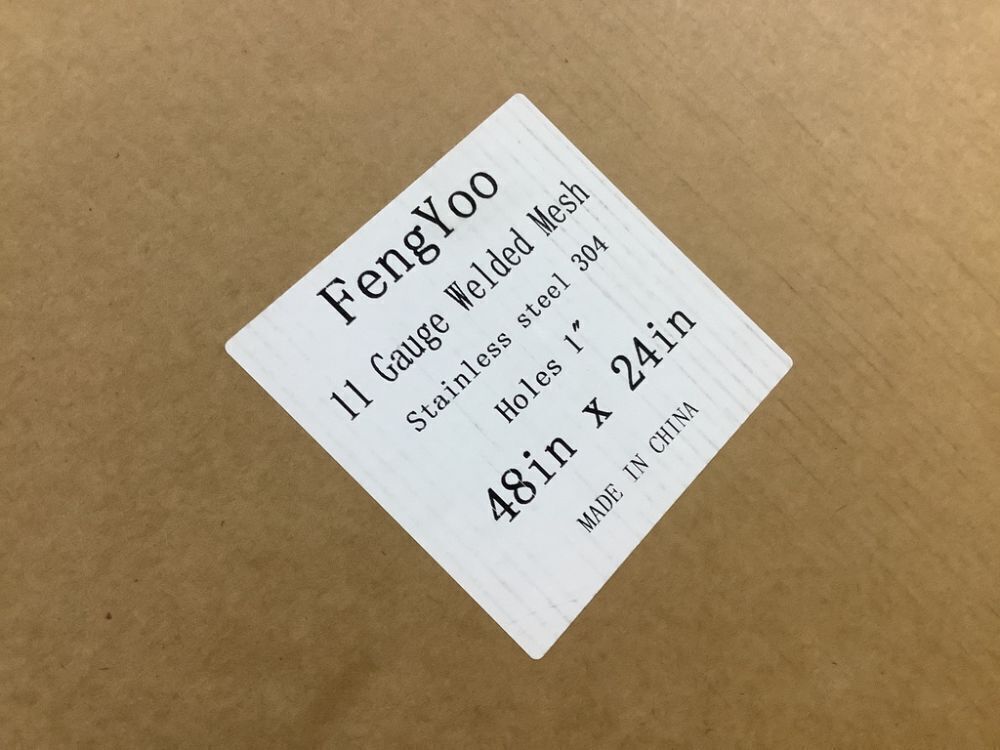 FengYoo
11 Gauge Welded Mesh
Stainless steel 304
Holes 1"
48in x 24in
MADE IN CHINA